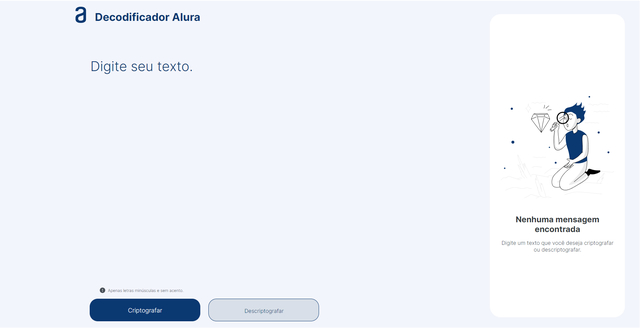 a Decodificador Alura
Digite seu texto.
Apenas letras minúsculas e sem acento.
Criptografar
Descriptografar
Nenhuma mensagem
encontrada
Digite um texto que você deseja criptografar
ou descriptografar.